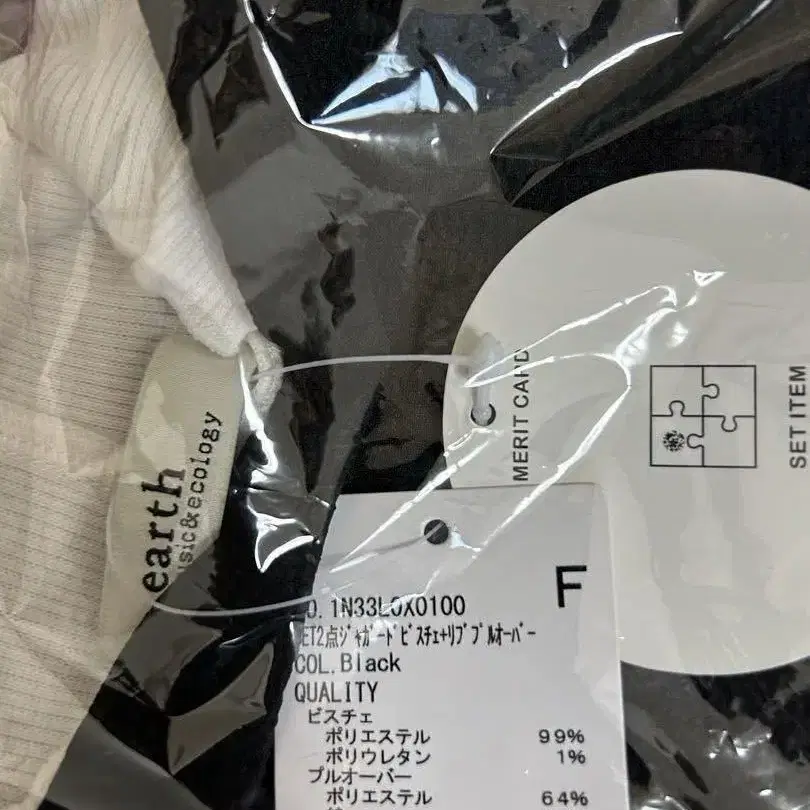 earth
sic&ecology
MERIT CARD
SET ITEM
F
O. 1N33L0X0100
ET2点ジャガードビスチェ+リブプルオーバー
COL. Black
QUALITY
ビスチェ
ポリエステル 99%
ポリウレタン 1%
プルオーバー
ポリエステル 64%